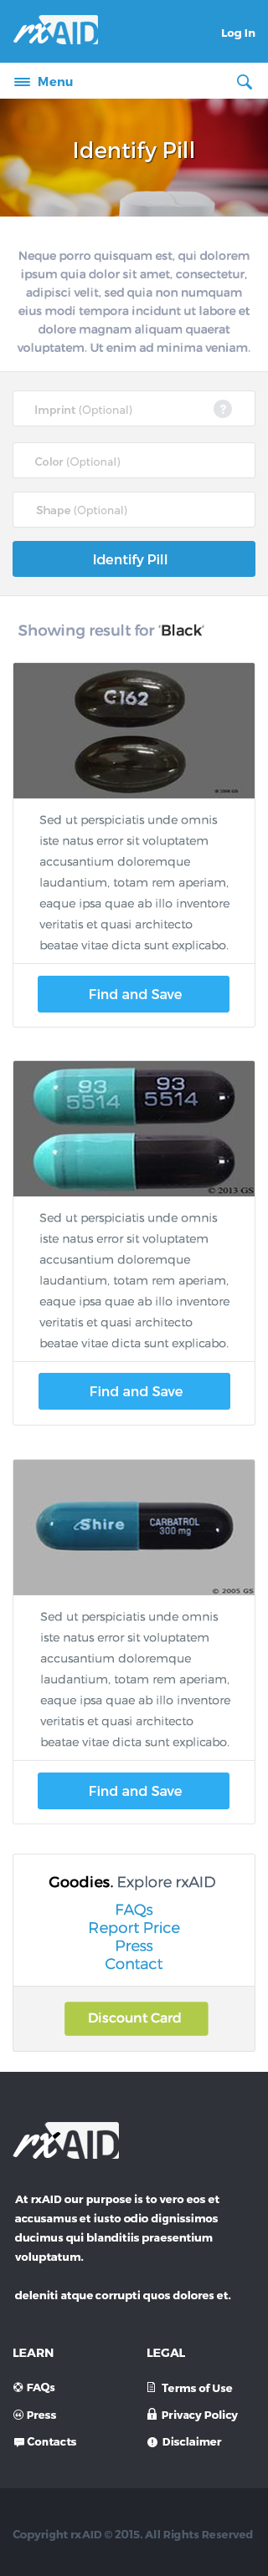 rxAID
Log In
Menu
Identify Pill
Neque porro quisquam est, qui dolorem
ipsum quia dolor sit amet, consectetur,
adipisci velit, sed quia non numquam
eius modi tempora incidunt ut labore et
dolore magnam aliquam quaerat
voluptatem. Ut enim ad minima veniam.
Imprint (Optional) ?
Color (Optional)
Shape (Optional)
Identify Pill
Showing result for ‘Black‘
C162
Sed ut perspiciatis unde omnis
iste natus error sit voluptatem
accusantium doloremque
laudantium, totam rem aperiam,
eaque ipsa quae ab illo inventore
veritatis et quasi architecto
beatae vitae dicta sunt explicabo.
Find and Save
93 93
5514 5514
© 2013 GS
Sed ut perspiciatis unde omnis
iste natus error sit voluptatem
accusantium doloremque
laudantium, totam rem aperiam,
eaque ipsa quae ab illo inventore
veritatis et quasi architecto
beatae vitae dicta sunt explicabo.
Find and Save
Shire CARBATROL
300 mg
© 2005 GS
Sed ut perspiciatis unde omnis
iste natus error sit voluptatem
accusantium doloremque
laudantium, totam rem aperiam,
eaque ipsa quae ab illo inventore
veritatis et quasi architecto
beatae vitae dicta sunt explicabo.
Find and Save
Goodies. Explore rxAID
FAQs
Report Price
Press
Contact
Discount Card
rxAID
At rxAID our purpose is to vero eos et
accusamus et iusto odio dignissimos
ducimus qui blanditiis praesentium
voluptatum.
deleniti atque corrupti quos dolores et.
LEARN
FAQs
Press
Contacts
LEGAL
Terms of Use
Privacy Policy
Disclaimer
Copyright rxAID © 2015. All Rights Reserved